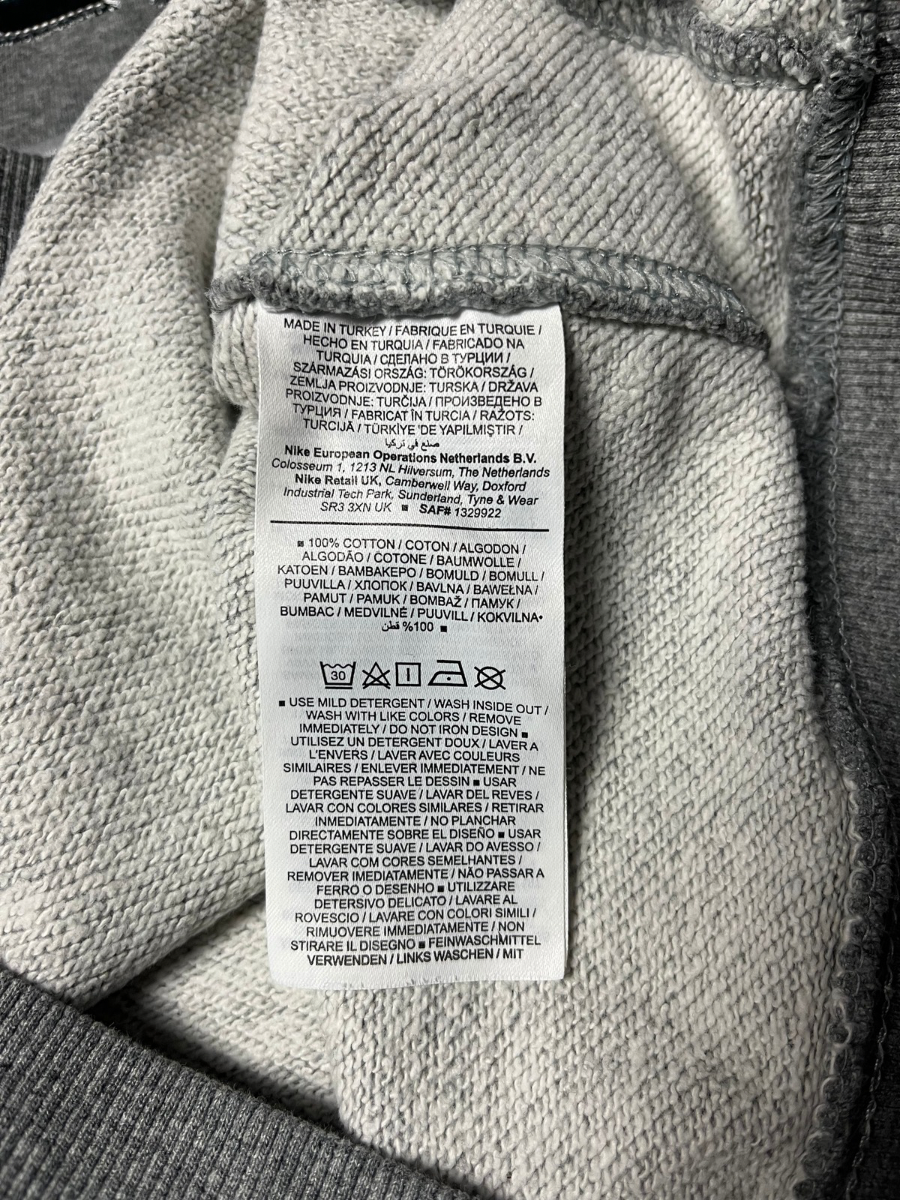 MADE IN TURKEY / FABRIQUE EN TURQUIE /
HECHO EN TURQUIA / FABRICADO NA
TURQUIA / СДЕЛАНО В ТУРЦИИ /
SZÁRMAZÁSI ORSZÁG: TÖRÖKORSZÁG /
ZEMLJA PROIZVODNJE: TURSKA / DRŽAVA
PROIZVODNJE: TURČIJA / ПРОИЗВЕДЕНО В
ТУРЦИЯ / FABRICAT ÎN TURCIA / RAŽOTS:
TURCIJĀ / TÜRKİYE 'DE YAPILMIŞTIR /
صنع في تركيا
Nike European Operations Netherlands B.V.
Colosseum 1, 1213 NL Hilversum, The Netherlands
Nike Retail UK, Camberwell Way, Doxford
Industrial Tech Park, Sunderland, Tyne & Wear
SR3 3XN UK ■ SAF# 1329922
■ 100% COTTON / COTON / ALGODON /
ALGODÃO / COTONE / BAUMWOLLE /
KATOEN / ΒΑΜΒΑΚΕΡΟ / BOMULD / BOMULL /
PUUVILLA / ХЛОПОК / BAVLNA / BAWEŁNA /
PAMUT / PAMUK / BOMBAŽ / ПАМУК /
BUMBAC / MEDVILNĖ / PUUVILL / KOKVILNA•
100% قطن ■
30
■ USE MILD DETERGENT / WASH INSIDE OUT /
WASH WITH LIKE COLORS / REMOVE
IMMEDIATELY / DO NOT IRON DESIGN ■
UTILISEZ UN DETERGENT DOUX / LAVER A
L'ENVERS / LAVER AVEC COULEURS
SIMILAIRES / ENLEVER IMMEDIATEMENT / NE
PAS REPASSER LE DESSIN ■ USAR
DETERGENTE SUAVE / LAVAR DEL REVES /
LAVAR CON COLORES SIMILARES / RETIRAR
INMEDIATAMENTE / NO PLANCHAR
DIRECTAMENTE SOBRE EL DISEÑO ■ USAR
DETERGENTE SUAVE / LAVAR DO AVESSO /
LAVAR COM CORES SEMELHANTES /
REMOVER IMEDIATAMENTE / NÃO PASSAR A
FERRO O DESENHO ■ UTILIZZARE
DETERSIVO DELICATO / LAVARE AL
ROVESCIO / LAVARE CON COLORI SIMILI /
RIMUOVERE IMMEDIATAMENTE / NON
STIRARE IL DISEGNO ■ FEINWASCHMITTEL
VERWENDEN / LINKS WASCHEN / MIT